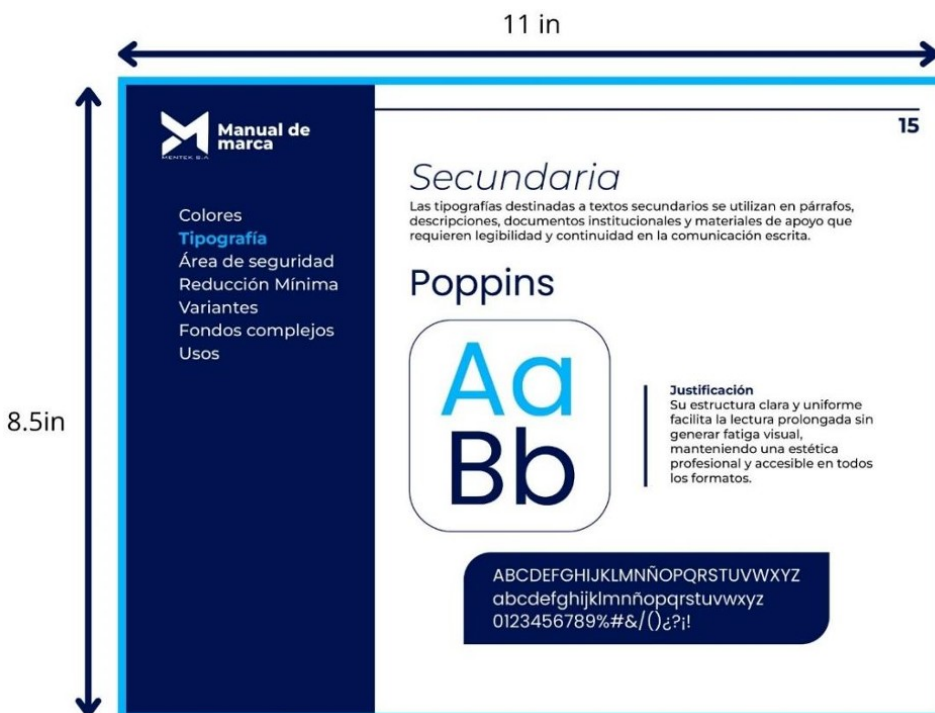 11 in
8.5in
Manual de
marca
MENTEK S.A
Colores
Tipografía
Área de seguridad
Reducción Mínima
Variantes
Fondos complejos
Usos
15
Secundaria
Las tipografías destinadas a textos secundarios se utilizan en párrafos,
descripciones, documentos institucionales y materiales de apoyo que
requieren legibilidad y continuidad en la comunicación escrita.
Poppins
Aa
Bb
Justificación
Su estructura clara y uniforme
facilita la lectura prolongada sin
generar fatiga visual,
manteniendo una estética
profesional y accesible en todos
los formatos.
ABCDEFGHIJKLMNÑOPQRSTUVWXYZ
abcdefghijklmnñopqrstuvwxyz
0123456789%#&/()¿?¡!